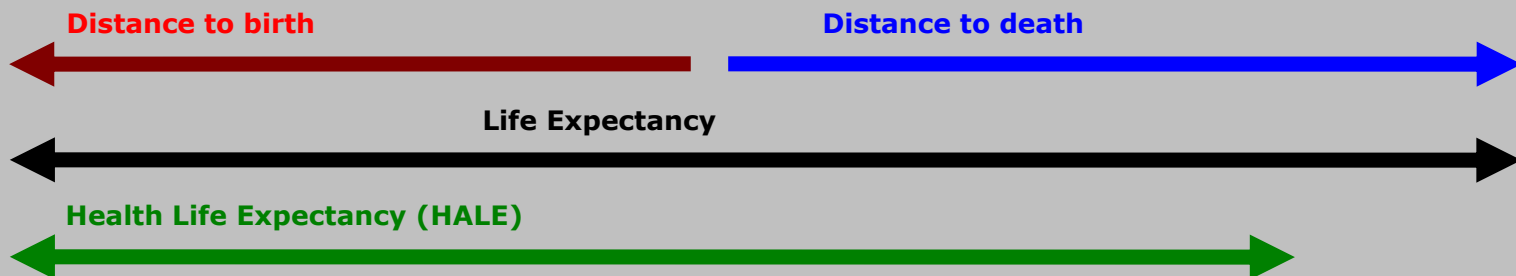 Distance to birth
Distance to death
Life Expectancy
Health Life Expectancy (HALE)